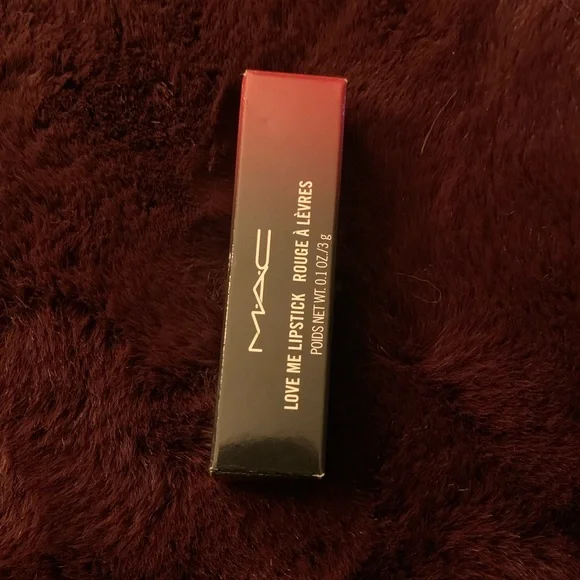 M·A·C
LOVE ME LIPSTICK ROUGE À LÈVRES
POIDS NET WT. 0.1 OZ./3 g